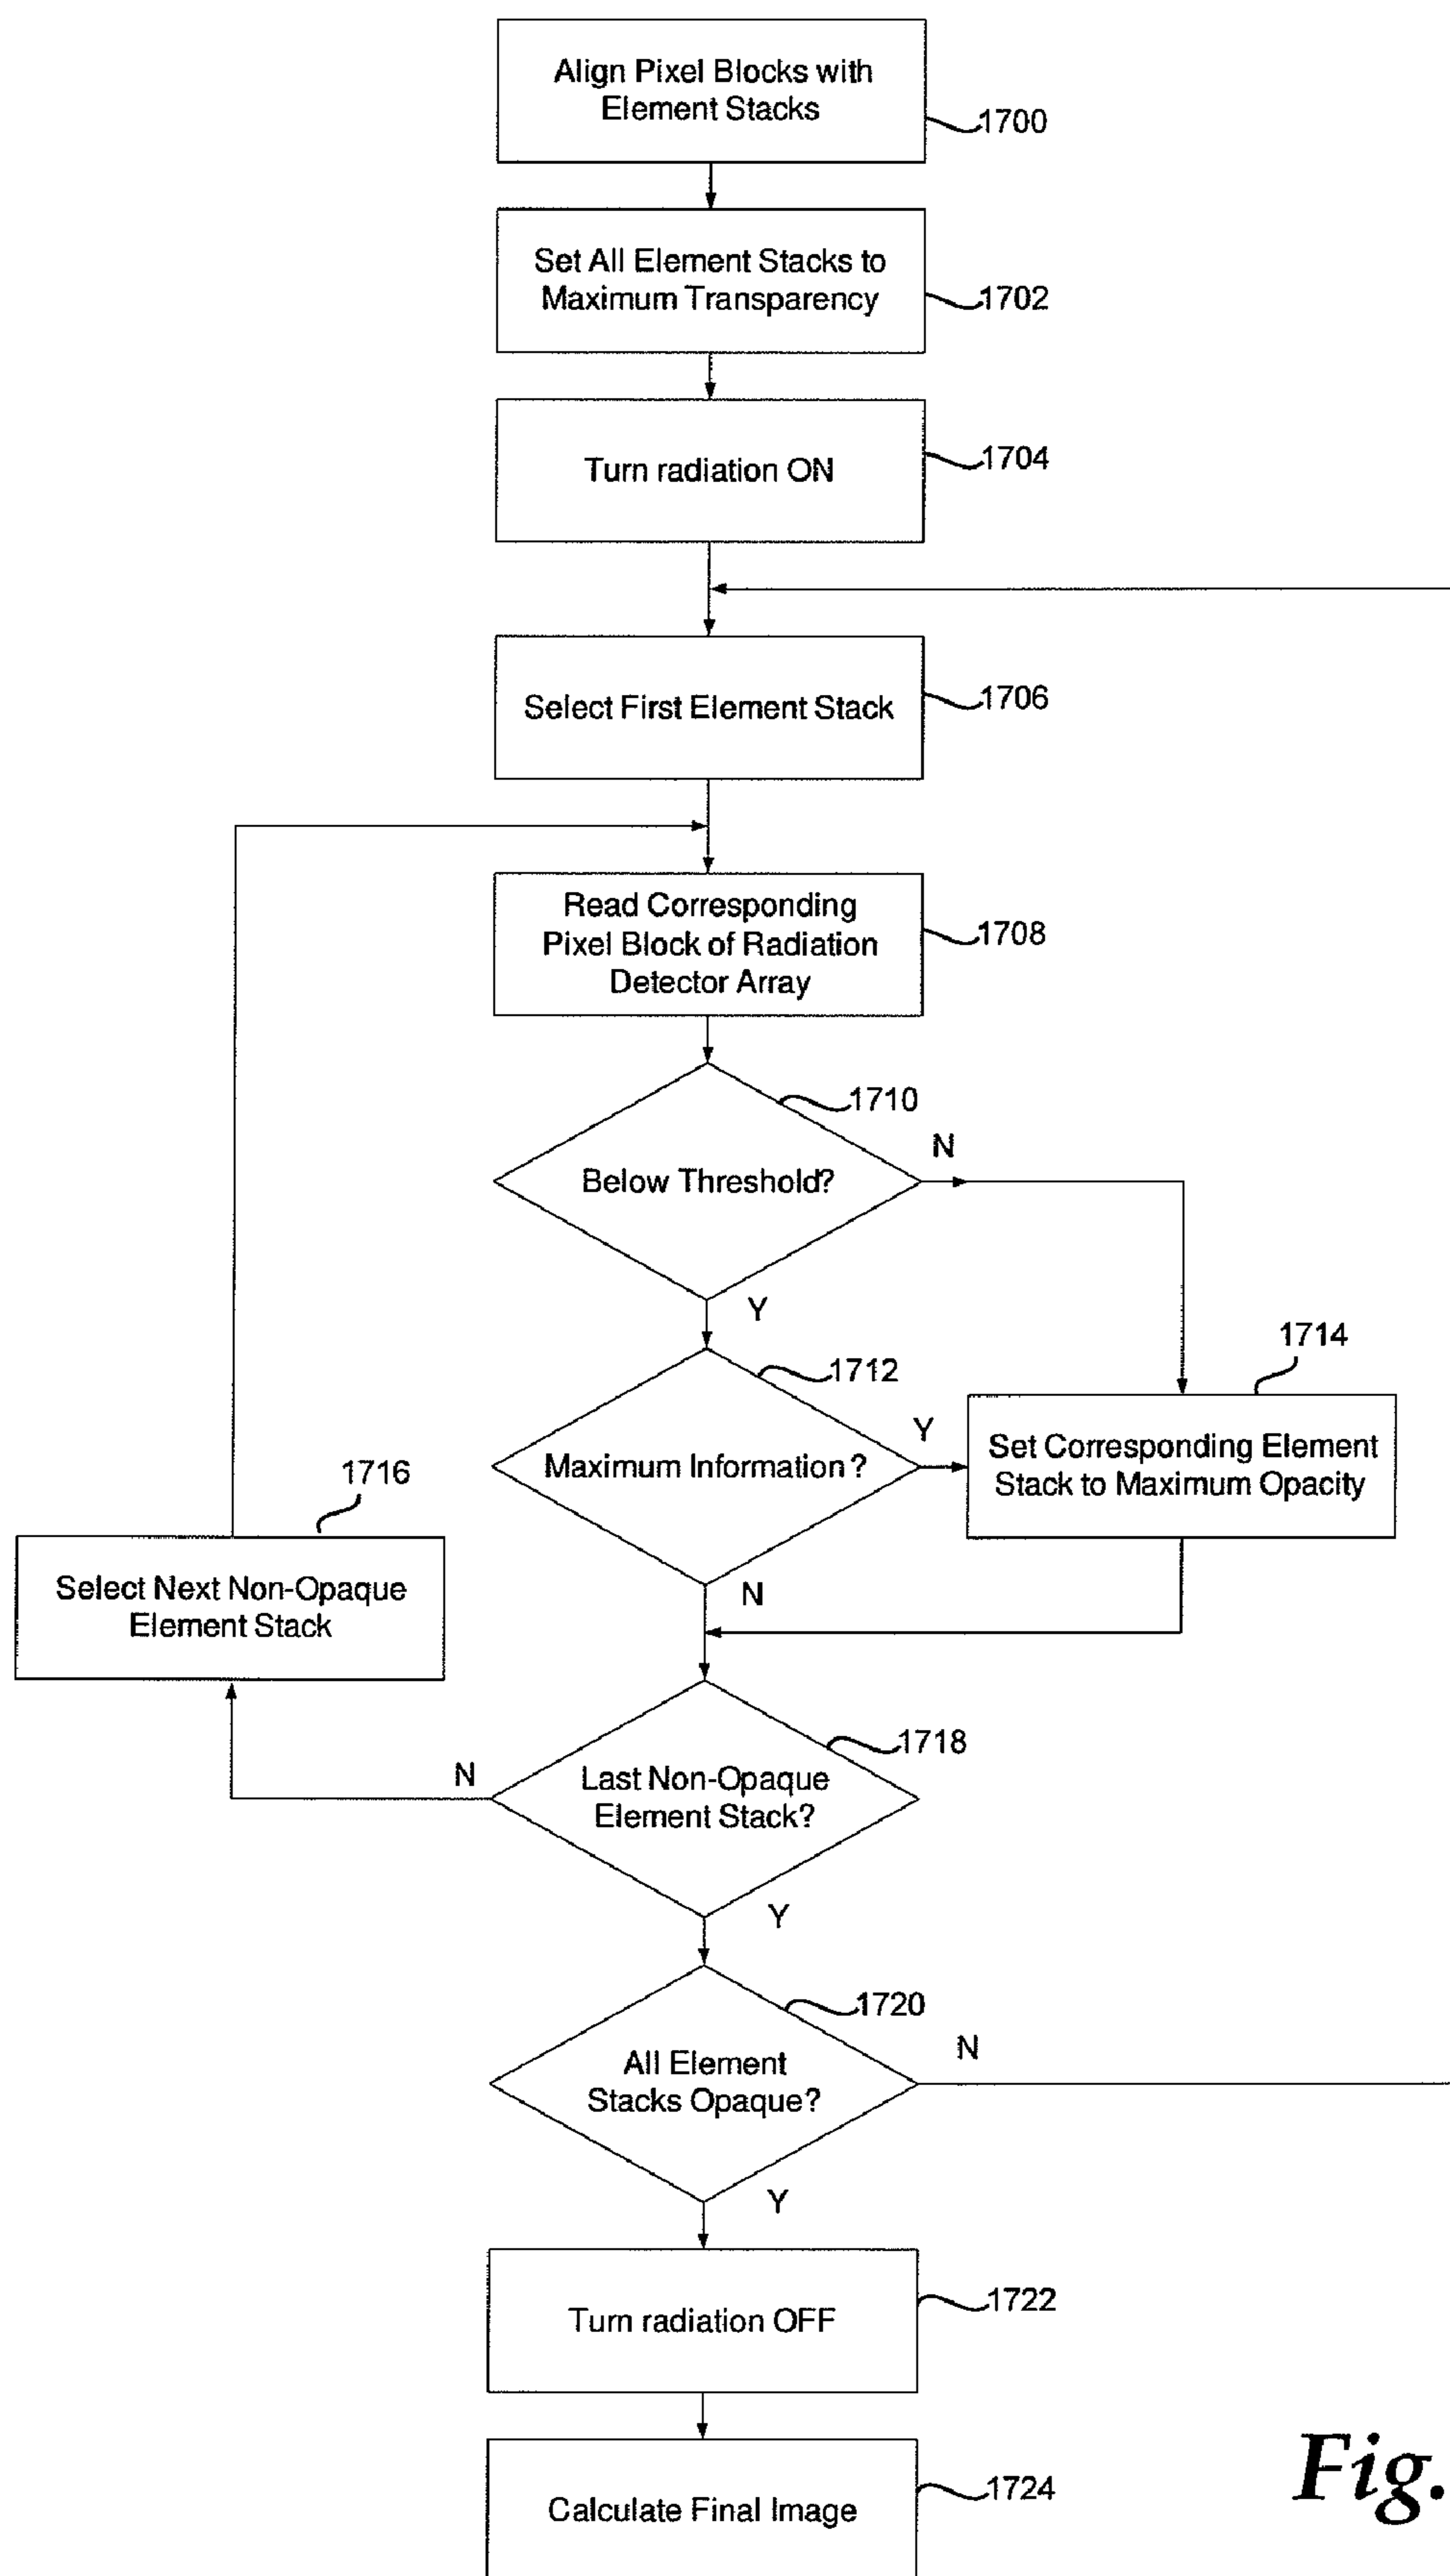 Align Pixel Blocks with
Element Stacks
1700
Set All Element Stacks to
Maximum Transparency
1702
Turn radiation ON
1704
Select First Element Stack
1706
Read Corresponding
Pixel Block of Radiation
Detector Array
1708
1710
N
Below Threshold?
Y
1712
1714
Maximum Information?
Y
Set Corresponding Element
Stack to Maximum Opacity
1716
Select Next Non-Opaque
Element Stack
N
1718
N
Last Non-Opaque
Element Stack?
Y
1720
N
All Element
Stacks Opaque?
Y
Turn radiation OFF
1722
Calculate Final Image
1724
Fig.